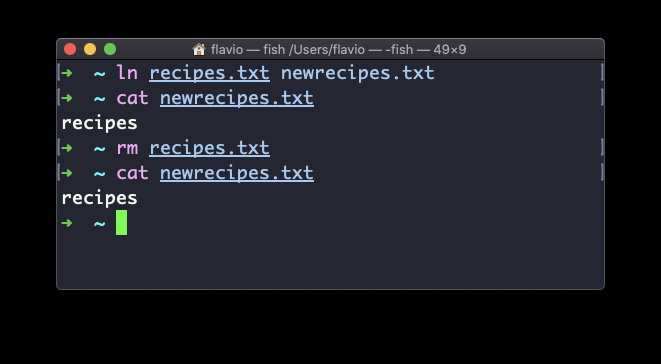 flavio — fish /Users/flavio — -fish — 49×9
[➜  ~ ln recipes.txt newrecipes.txt ]
[➜  ~ cat newrecipes.txt ]
recipes
[➜  ~ rm recipes.txt ]
[➜  ~ cat newrecipes.txt ]
recipes
➜  ~